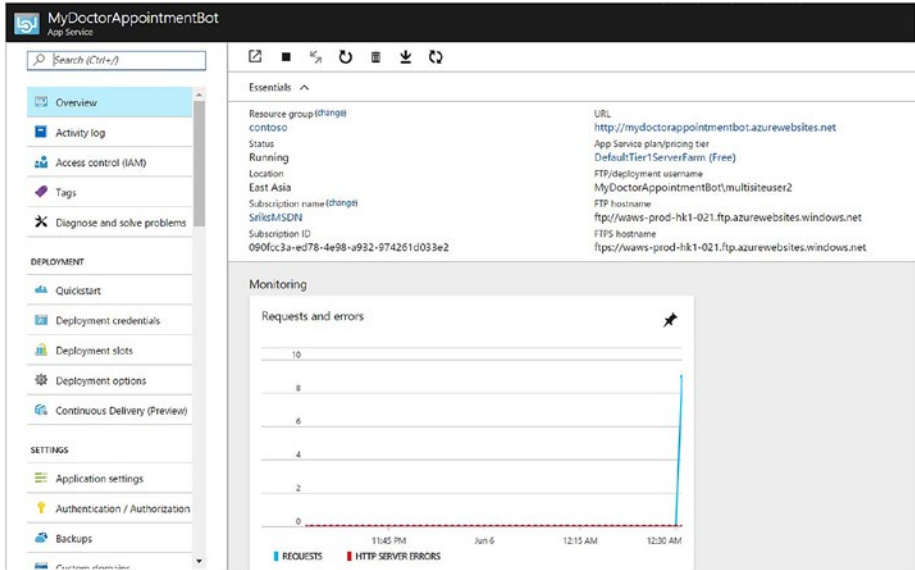 MyDoctorAppointmentBot
App Service
Search (Ctrl+/)
Overview
Activity log
Access control (IAM)
Tags
Diagnose and solve problems
DEPLOYMENT
Quickstart
Deployment credentials
Deployment slots
Deployment options
Continuous Delivery (Preview)
SETTINGS
Application settings
Authentication / Authorization
Backups
Custom domains
Essentials
Resource group (change)
contoso
Status
Running
Location
East Asia
Subscription name (change)
SriksMSDN
Subscription ID
090fcc3a-ed78-4e98-a932-974261d033e2
URL
http://mydoctorappointmentbot.azurewebsites.net
App Service plan/pricing tier
DefaultTier1ServerFarm (Free)
FTP/deployment username
MyDoctorAppointmentBot\multisiteuser2
FTP hostname
ftp://waws-prod-hk1-021.ftp.azurewebsites.windows.net
FTPS hostname
ftps://waws-prod-hk1-021.ftp.azurewebsites.windows.net
Monitoring
Requests and errors
10
8
6
4
2
0
11:45 PM Jun 6 12:15 AM 12:30 AM
REQUESTS HTTP SERVER ERRORS